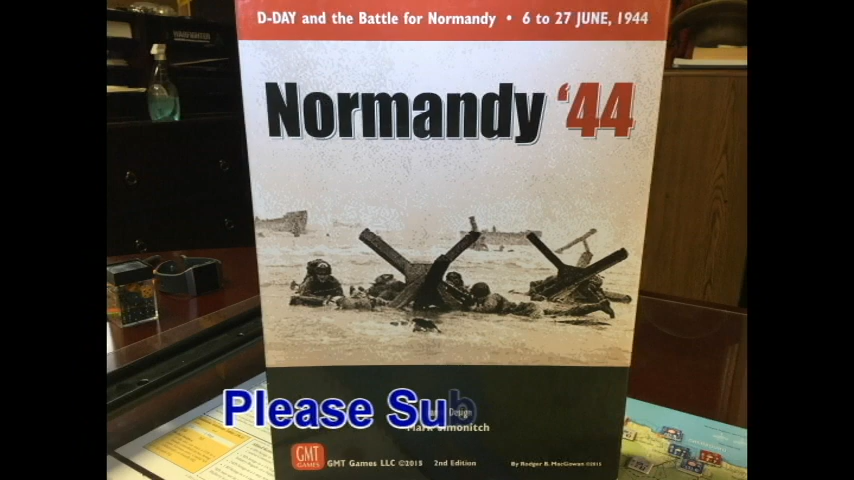 D-DAY and the Battle for Normandy • 6 to 27 JUNE, 1944
Normandy ‘44
Please Sub
Design
Mark Simonitch
GMT
GAMES
GMT Games LLC ©2015 2nd Edition
By Rodger B. MacGowan ©2015